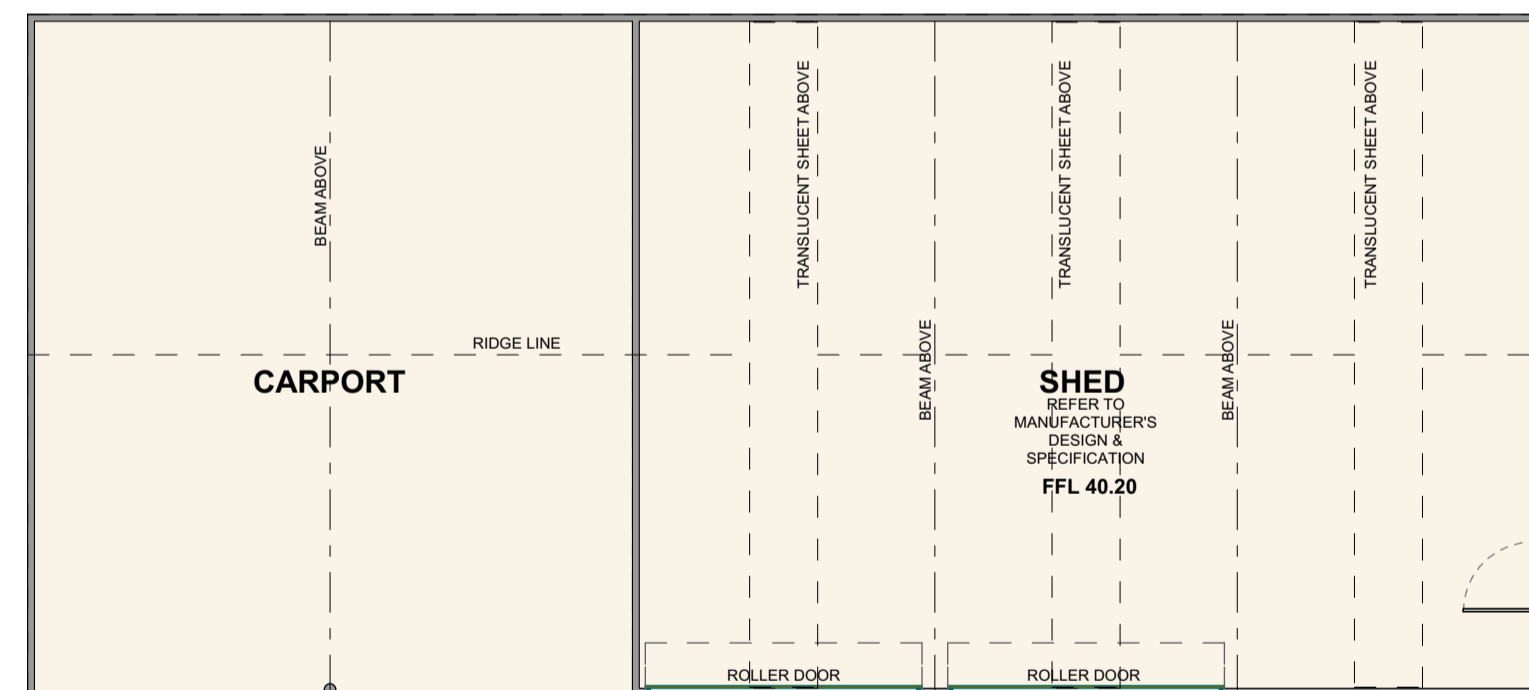 TRANSLUCENT SHEET ABOVE
TRANSLUCENT SHEET ABOVE
TRANSLUCENT SHEET ABOVE
BEAM ABOVE
RIDGE LINE
BEAM ABOVE
BEAM ABOVE
CARPORT
SHED
REFER TO
MANUFACTURER'S
DESIGN &
SPECIFICATION
FFL 40.20
ROLLER DOOR
ROLLER DOOR